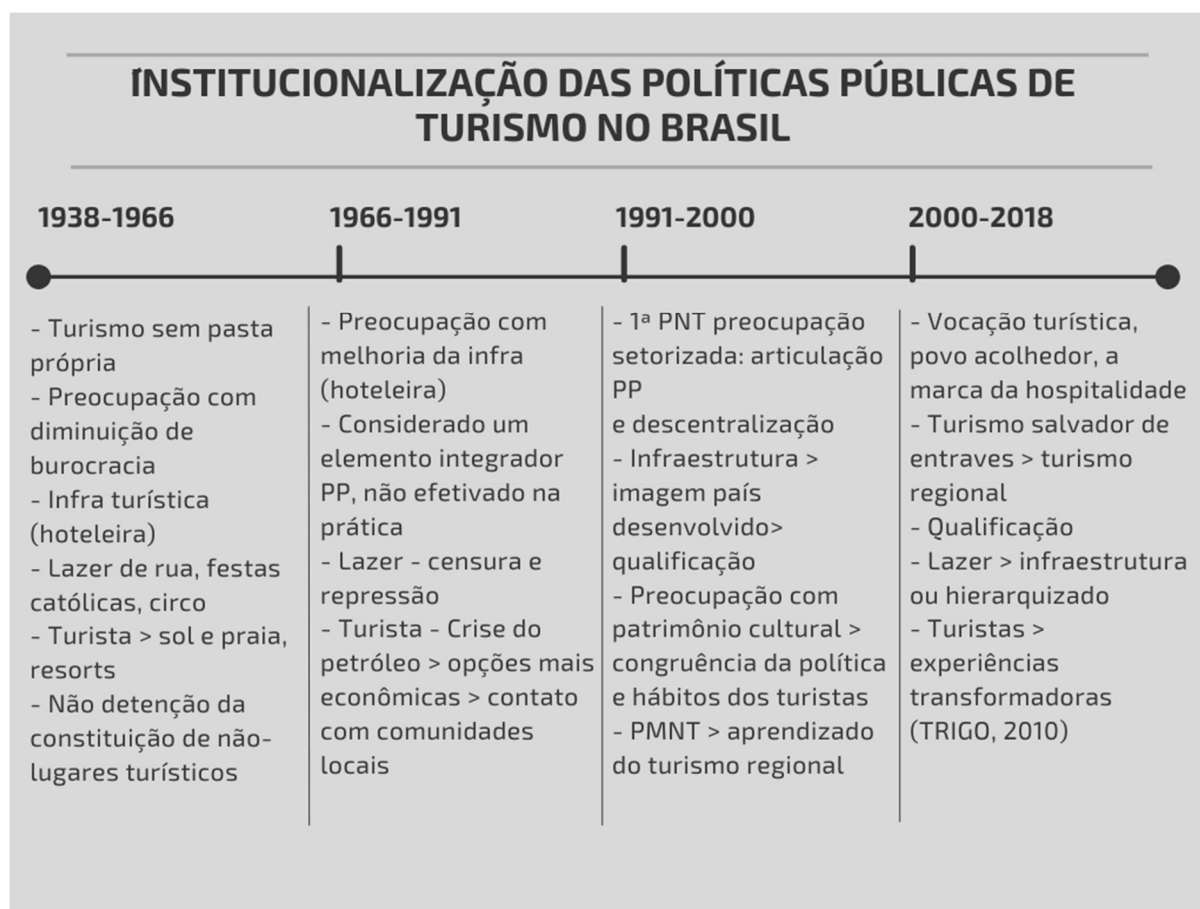 INSTITUCIONALIZAÇÃO DAS POLÍTICAS PÚBLICAS DE
TURISMO NO BRASIL
1938-1966
- Turismo sem pasta
própria
- Preocupação com
diminuição de
burocracia
- Infra turística
(hoteleira)
- Lazer de rua, festas
católicas, circo
- Turista > sol e praia,
resorts
- Não detenção da
constituição de não-
lugares turísticos
1966-1991
- Preocupação com
melhoria da infra
(hoteleira)
- Considerado um
elemento integrador
PP, não efetivado na
prática
- Lazer - censura e
repressão
- Turista - Crise do
petróleo > opções mais
econômicas > contato
com comunidades
locais
1991-2000
- 1ª PNT preocupação
setorizada: articulação
PP
e descentralização
- Infraestrutura >
imagem país
desenvolvido>
qualificação
- Preocupação com
patrimônio cultural >
congruência da política
e hábitos dos turistas
- PMNT > aprendizado
do turismo regional
2000-2018
- Vocação turística,
povo acolhedor, a
marca da hospitalidade
- Turismo salvador de
entraves > turismo
regional
- Qualificação
- Lazer > infraestrutura
ou hierarquizado
- Turistas >
experiências
transformadoras
(TRIGO, 2010)